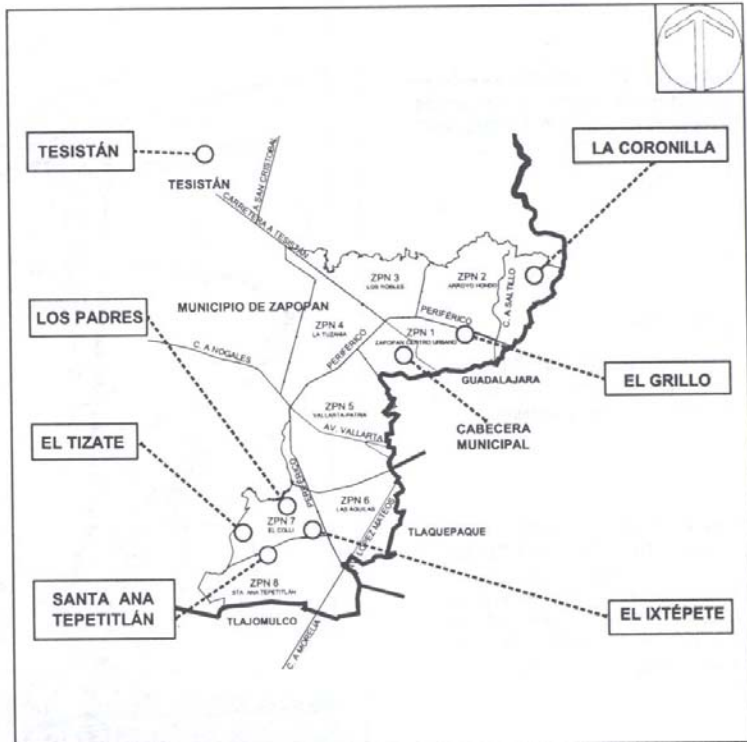 TESISTÁN
LA CORONILLA
C. A SAN CRISTOBAL
TESISTÁN
CARRETERA A TESISTÁN
ZPN 3
LOS ROBLES
ZPN 2
ARROYO HONDO
C. A SALTILLO
LOS PADRES
MUNICIPIO DE ZAPOPAN
ZPN 4
LA TUZANIA
PERIFÉRICO
PERIFÉRICO
ZPN 1
ZAPOPAN CENTRO URBANO
C. A NOGALES
GUADALAJARA
EL GRILLO
ZPN 5
VALLARTA-PATRIA
AV. VALLARTA
CABECERA
MUNICIPAL
EL TIZATE
PERIFÉRICO
ZPN 6
LAS AGUILAS
LOPEZ MATEOS
ZPN 7
EL COLLI
TLAQUEPAQUE
SANTA ANA
TEPETITLÁN
ZPN 8
STA. ANA TEPETITLÁN
TLAJOMULCO
C. A MORELIA
EL IXTÉPETE